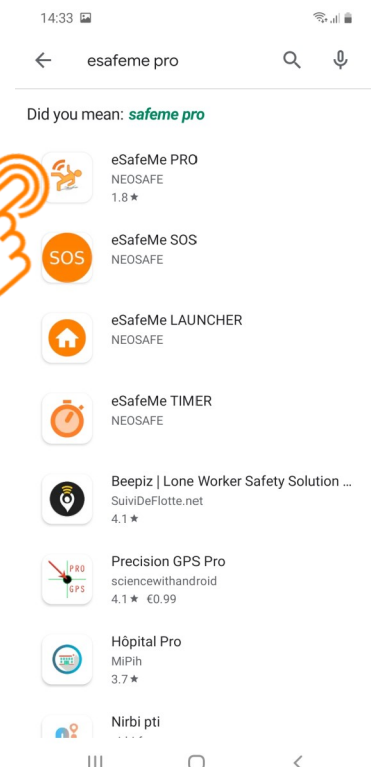 14:33
esafeme pro
Did you mean: safeme pro
eSafeMe PRO
NEOSAFE
1.8★
SOS
eSafeMe SOS
NEOSAFE
eSafeMe LAUNCHER
NEOSAFE
eSafeMe TIMER
NEOSAFE
Beepiz | Lone Worker Safety Solution ...
SuiviDeFlotte.net
4.1★
PRO
GPS
Precision GPS Pro
sciencewithandroid
4.1★ €0.99
Hôpital Pro
MiPih
3.7★
Nirbi pti